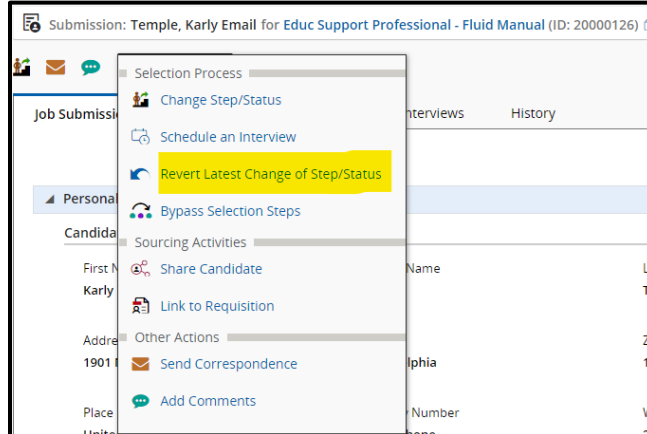 Submission: Temple, Karly Email for Educ Support Professional - Fluid Manual (ID: 20000126)
Selection Process
Change Step/Status
Job Submissi
nterviews
History
Schedule an Interview
Revert Latest Change of Step/Status
Personal
Bypass Selection Steps
Candida
Sourcing Activities
First N
Share Candidate
Name
Karly
Link to Requisition
Addre
Other Actions
1901
Send Correspondence
lphia
Add Comments
Place
Number